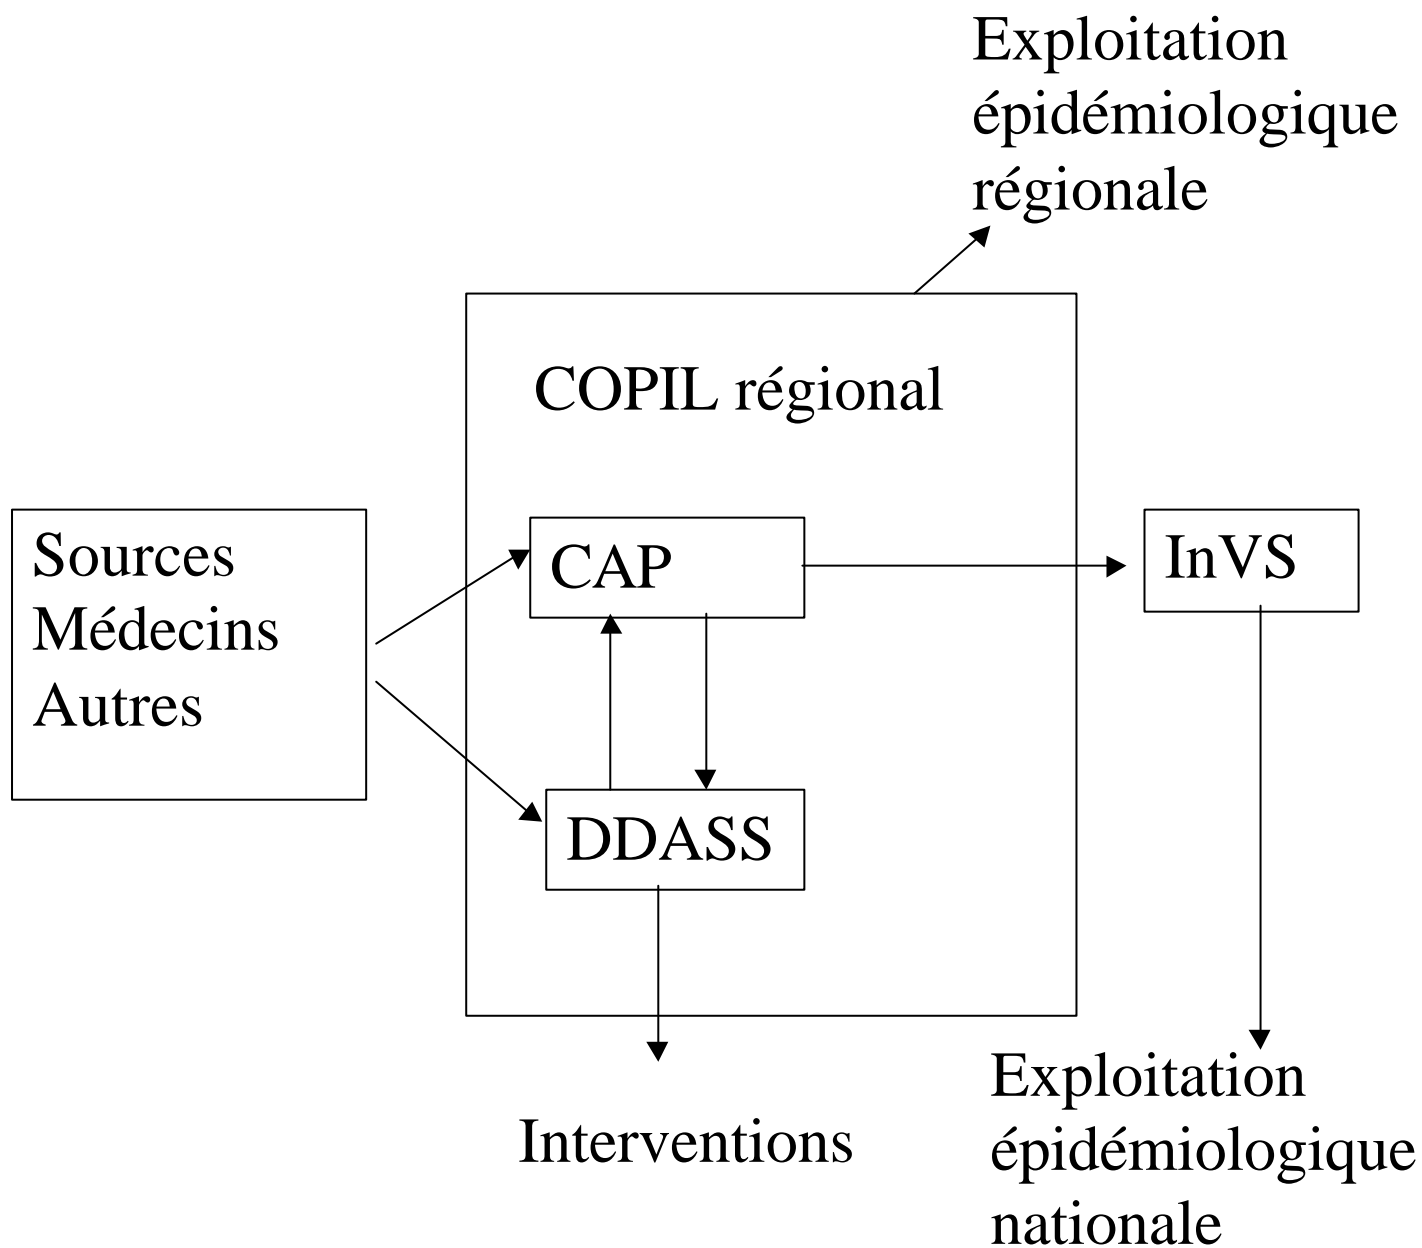 Exploitation
épidémiologique
régionale
COPIL régional
Sources
Médecins
Autres
CAP
InVS
DDASS
Interventions
Exploitation
épidémiologique
nationale